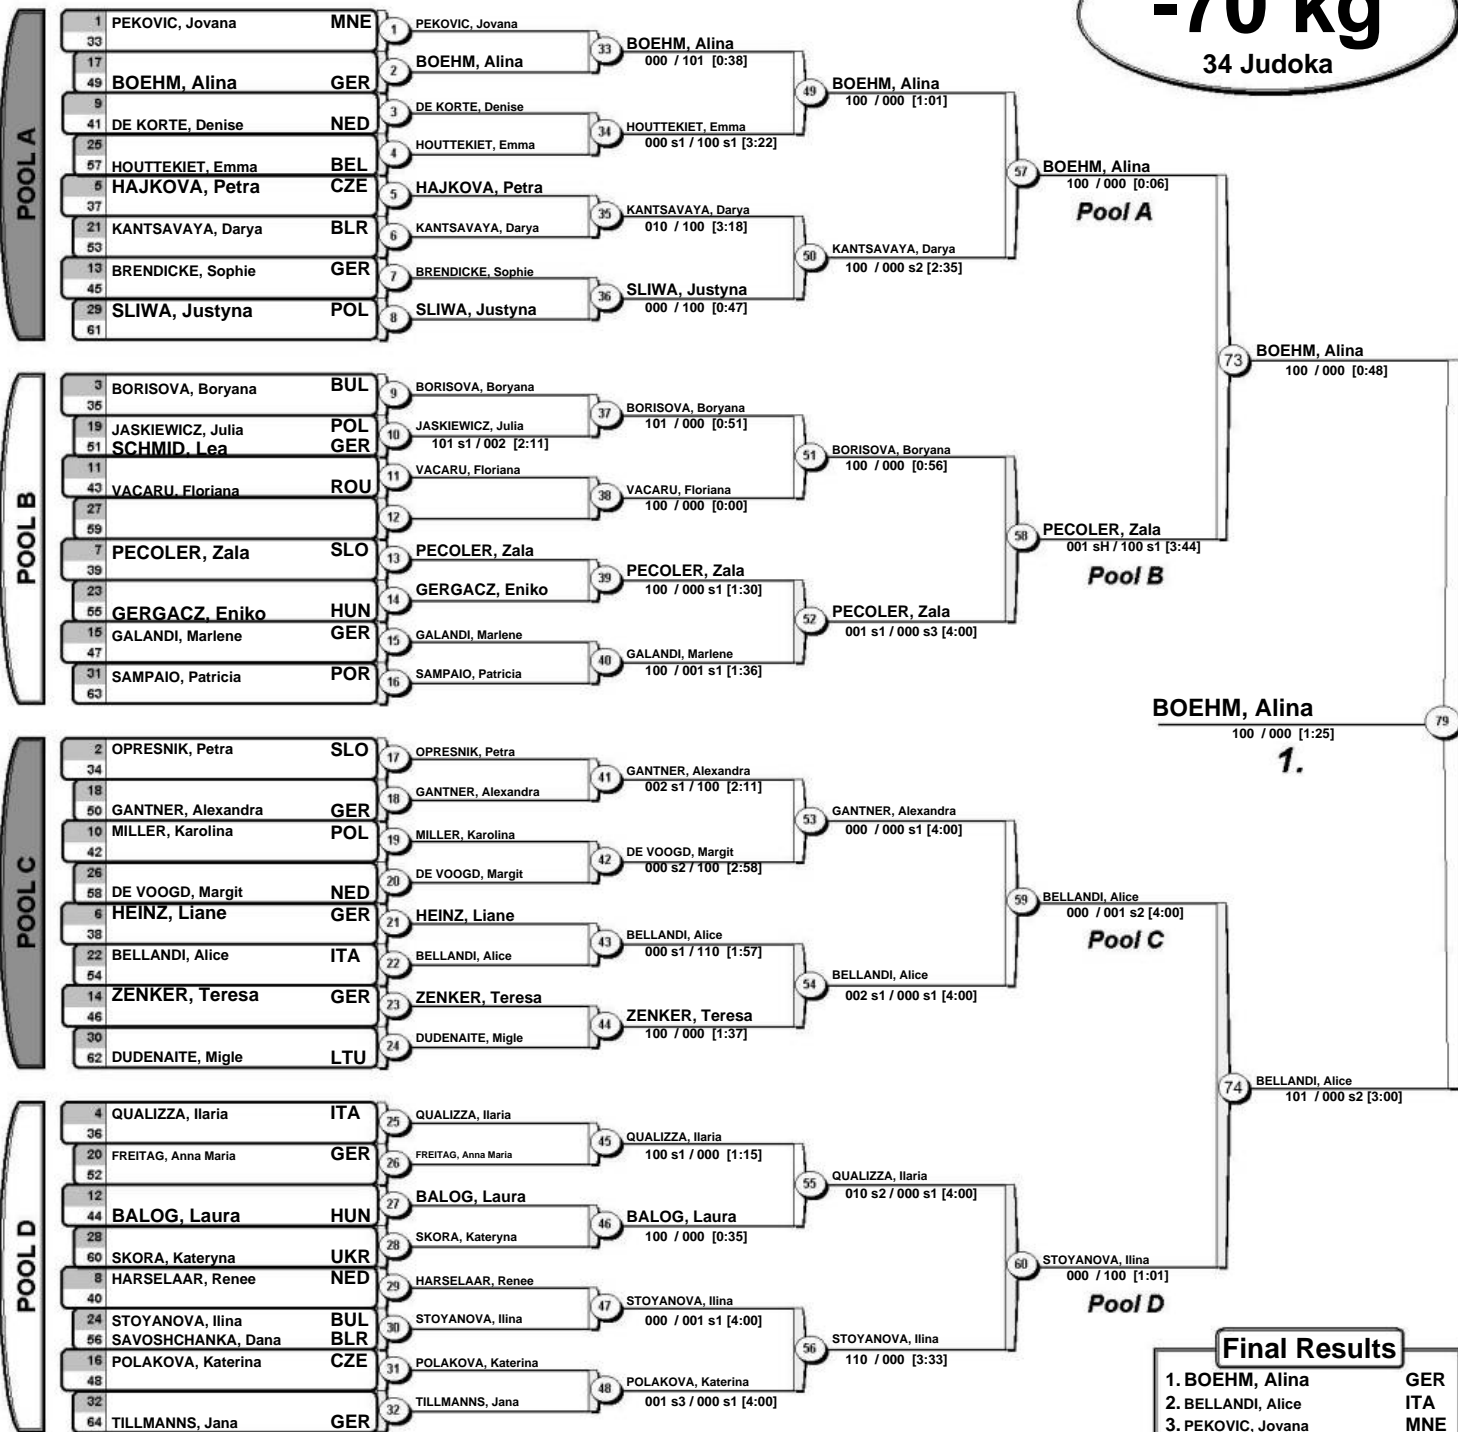 -70 kg
34 Judoka
POOL A
1 PEKOVIC, Jovana MNE
33
17
49 BOEHM, Alina GER
9
41 DE KORTE, Denise NED
25
57 HOUTTEKIET, Emma BEL
5 HAJKOVA, Petra CZE
37
21 KANTSAVAYA, Darya BLR
53
13 BRENDICKE, Sophie GER
45
29 SLIWA, Justyna POL
61
1 PEKOVIC, Jovana
2 BOEHM, Alina
3 DE KORTE, Denise
4 HOUTTEKIET, Emma
5 HAJKOVA, Petra
6 KANTSAVAYA, Darya
7 BRENDICKE, Sophie
8 SLIWA, Justyna
33 BOEHM, Alina
000 / 101 [0:38]
34 HOUTTEKIET, Emma
000 s1 / 100 s1 [3:22]
35 KANTSAVAYA, Darya
010 / 100 [3:18]
36 SLIWA, Justyna
000 / 100 [0:47]
49 BOEHM, Alina
100 / 000 [1:01]
50 KANTSAVAYA, Darya
100 / 000 s2 [2:35]
57 BOEHM, Alina
100 / 000 [0:06]
Pool A
POOL B
3 BORISOVA, Boryana BUL
35
19 JASKIEWICZ, Julia POL
51 SCHMID, Lea GER
11
43 VACARU, Floriana ROU
27
59
7 PECOLER, Zala SLO
39
23
55 GERGACZ, Eniko HUN
15 GALANDI, Marlene GER
47
31 SAMPAIO, Patricia POR
63
9 BORISOVA, Boryana
10 JASKIEWICZ, Julia
101 s1 / 002 [2:11]
11 VACARU, Floriana
12
13 PECOLER, Zala
14 GERGACZ, Eniko
15 GALANDI, Marlene
16 SAMPAIO, Patricia
37 BORISOVA, Boryana
101 / 000 [0:51]
38 VACARU, Floriana
100 / 000 [0:00]
39 PECOLER, Zala
100 / 000 s1 [1:30]
40 GALANDI, Marlene
100 / 001 s1 [1:36]
51 BORISOVA, Boryana
100 / 000 [0:56]
52 PECOLER, Zala
001 s1 / 000 s3 [4:00]
58 PECOLER, Zala
001 sH / 100 s1 [3:44]
Pool B
73 BOEHM, Alina
100 / 000 [0:48]
BOEHM, Alina 79
100 / 000 [1:25]
1.
POOL C
2 OPRESNIK, Petra SLO
34
18
50 GANTNER, Alexandra GER
10 MILLER, Karolina POL
42
26
58 DE VOOGD, Margit NED
6 HEINZ, Liane GER
38
22 BELLANDI, Alice ITA
54
14 ZENKER, Teresa GER
46
30
62 DUDENAITE, Migle LTU
17 OPRESNIK, Petra
18 GANTNER, Alexandra
19 MILLER, Karolina
20 DE VOOGD, Margit
21 HEINZ, Liane
22 BELLANDI, Alice
23 ZENKER, Teresa
24 DUDENAITE, Migle
41 GANTNER, Alexandra
002 s1 / 100 [2:11]
42 DE VOOGD, Margit
000 s2 / 100 [2:58]
43 BELLANDI, Alice
000 s1 / 110 [1:57]
44 ZENKER, Teresa
100 / 000 [1:37]
53 GANTNER, Alexandra
000 / 000 s1 [4:00]
54 BELLANDI, Alice
002 s1 / 000 s1 [4:00]
59 BELLANDI, Alice
000 / 001 s2 [4:00]
Pool C
74 BELLANDI, Alice
101 / 000 s2 [3:00]
POOL D
4 QUALIZZA, Ilaria ITA
36
20 FREITAG, Anna Maria GER
52
12
44 BALOG, Laura HUN
28
60 SKORA, Kateryna UKR
8 HARSELAAR, Renee NED
40
24 STOYANOVA, Ilina BUL
56 SAVOSHCHANKA, Dana BLR
16 POLAKOVA, Katerina CZE
48
32
64 TILLMANNS, Jana GER
25 QUALIZZA, Ilaria
26 FREITAG, Anna Maria
27 BALOG, Laura
28 SKORA, Kateryna
29 HARSELAAR, Renee
30 STOYANOVA, Ilina
31 POLAKOVA, Katerina
32 TILLMANNS, Jana
45 QUALIZZA, Ilaria
100 s1 / 000 [1:15]
46 BALOG, Laura
100 / 000 [0:35]
47 STOYANOVA, Ilina
000 / 001 s1 [4:00]
48 POLAKOVA, Katerina
001 s3 / 000 s1 [4:00]
55 QUALIZZA, Ilaria
010 s2 / 000 s1 [4:00]
56 STOYANOVA, Ilina
110 / 000 [3:33]
60 STOYANOVA, Ilina
000 / 100 [1:01]
Pool D
Final Results
1. BOEHM, Alina GER
2. BELLANDI, Alice ITA
3. PEKOVIC, Jovana MNE